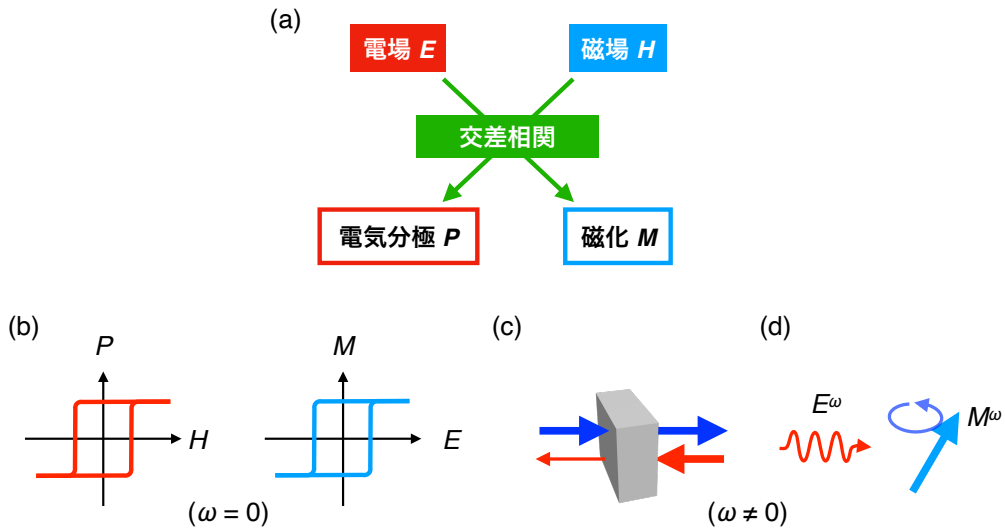 (a)
電場 E 磁場 H
交差相関
電気分極 P 磁化 M
(b) (c) (d)
P M
H E
Eω Mω
(ω = 0) (ω ≠ 0)